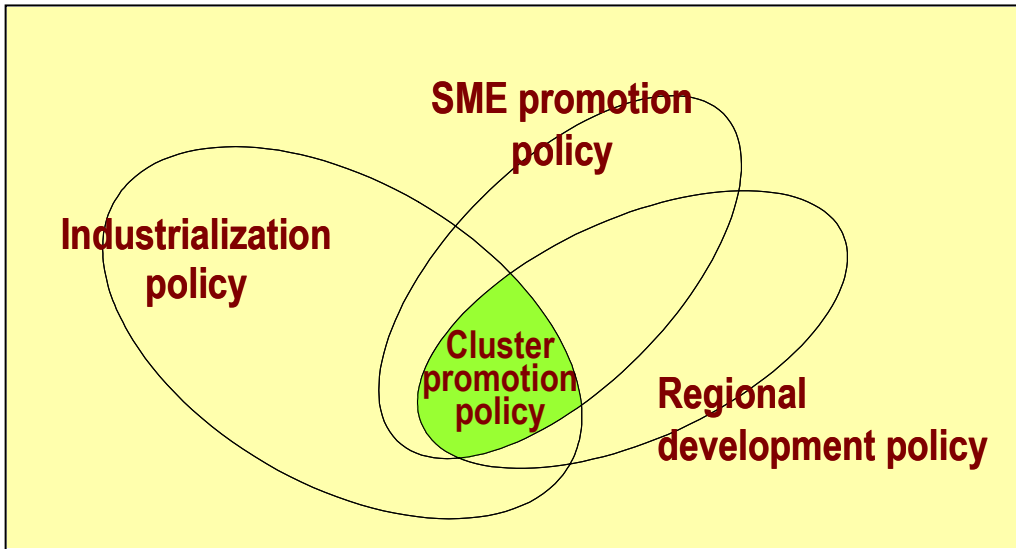 SME promotion
policy
Industrialization
policy
Cluster
promotion
policy
Regional
development policy